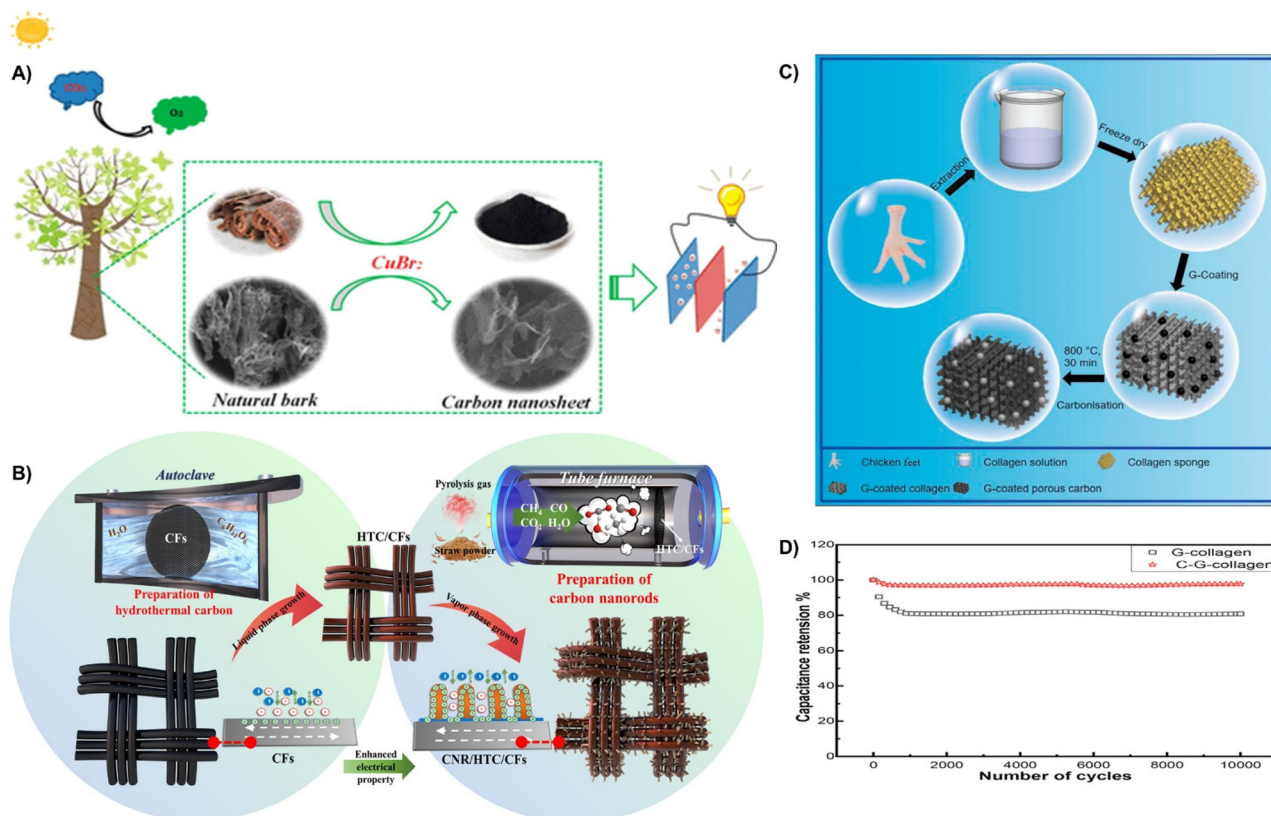 A)
CO₂
O₂
CuBr₂
Natural bark
Carbon nanosheet
B)
Autoclave
H₂O
CFs
C₆H₁₂O₆
Preparation of
hydrothermal carbon
Liquid phase growth
HTC/CFs
Vapor phase growth
Pyrolysis gas
Straw powder
Tube furnace
CH₄ CO
CO₂ H₂O
HTC/CFs
Preparation of
carbon nanorods
CFs
Enhanced
electrical
property
CNR/HTC/CFs
C)
Extraction
Freeze dry
G-Coating
800 °C,
30 min
Carbonisation
Chicken feet
Collagen solution
Collagen sponge
G-coated collagen
G-coated porous carbon
D)
Capacitance retention %
120
100
80
60
40
20
0
G-collagen
C-G-collagen
0
2000
4000
6000
8000
10000
Number of cycles